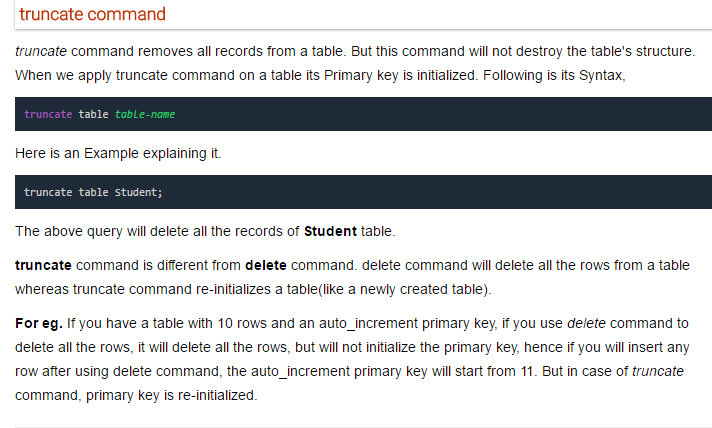 truncate command
truncate command removes all records from a table. But this command will not destroy the table's structure.
When we apply truncate command on a table its Primary key is initialized. Following is its Syntax,
truncate table table-name
Here is an Example explaining it.
truncate table Student;
The above query will delete all the records of Student table.
truncate command is different from delete command. delete command will delete all the rows from a table
whereas truncate command re-initializes a table(like a newly created table).
For eg. If you have a table with 10 rows and an auto_increment primary key, if you use delete command to
delete all the rows, it will delete all the rows, but will not initialize the primary key, hence if you will insert any
row after using delete command, the auto_increment primary key will start from 11. But in case of truncate
command, primary key is re-initialized.